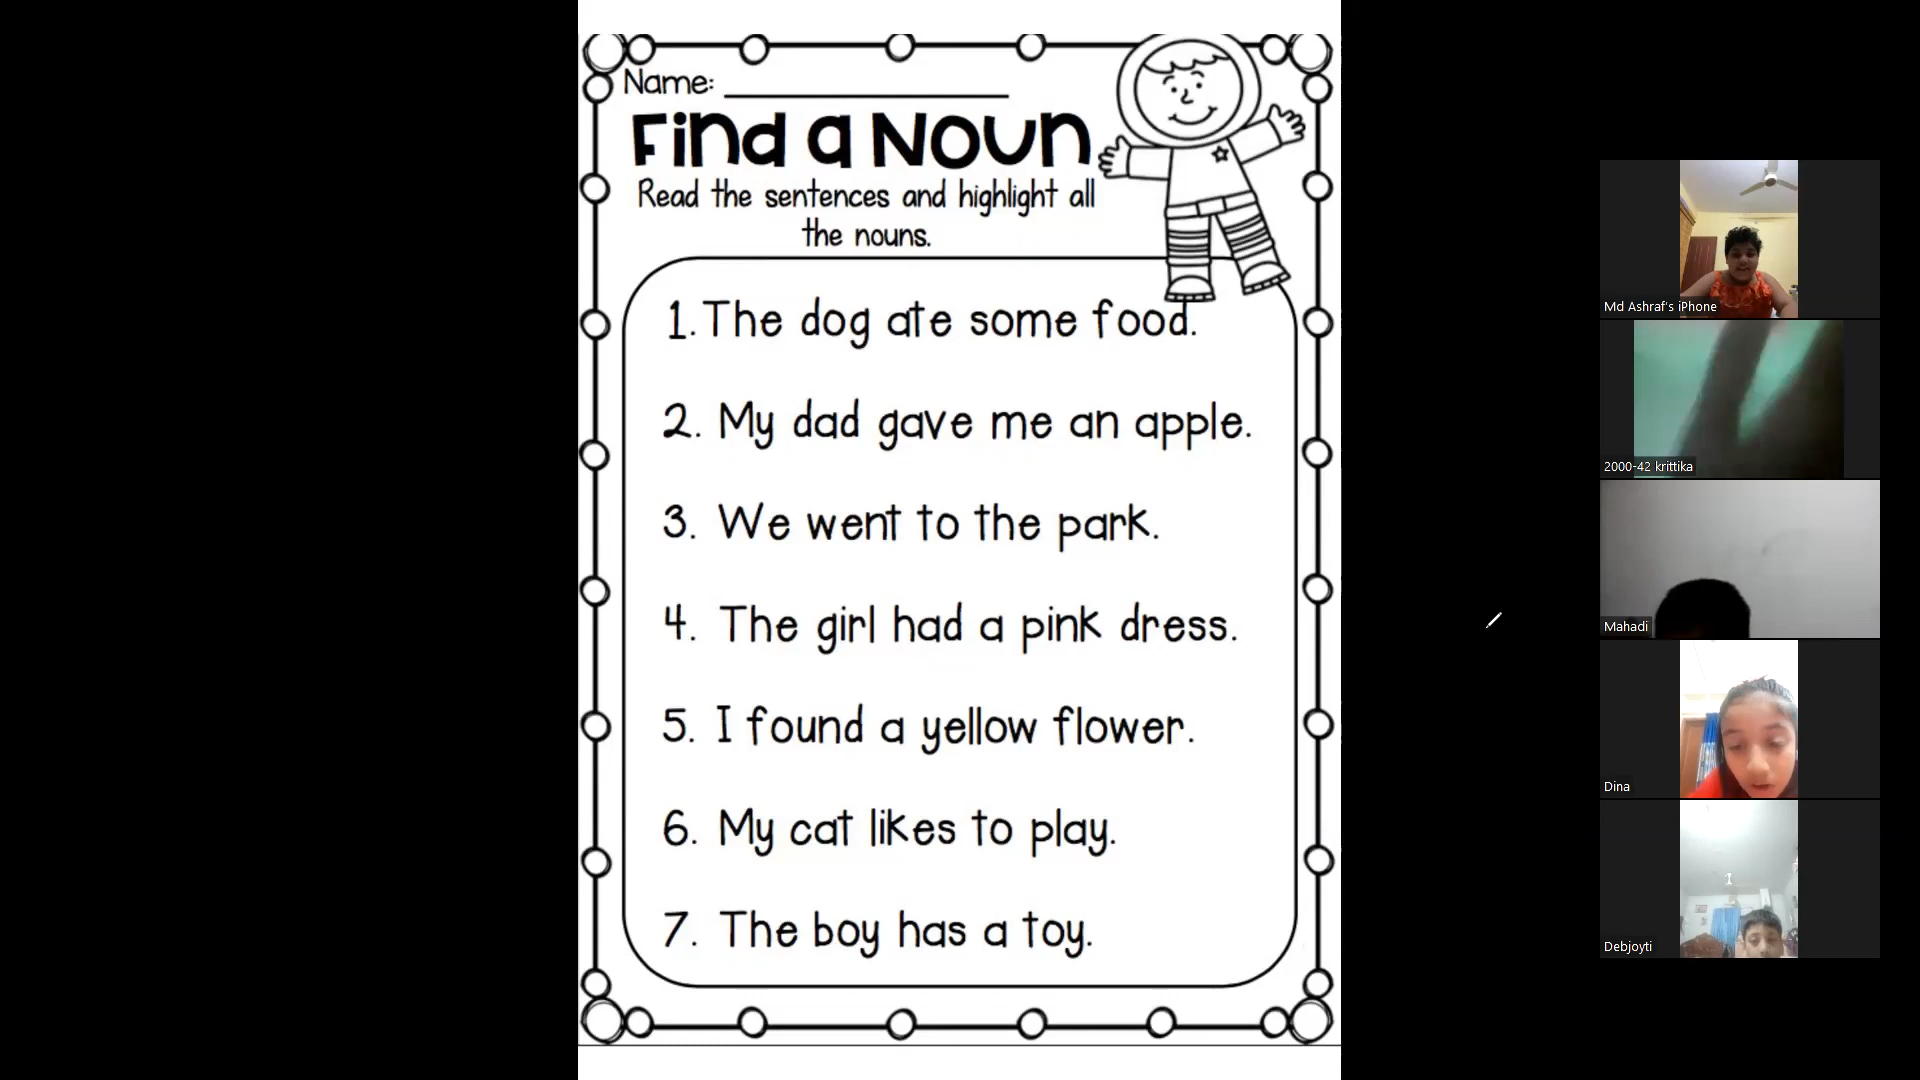 Name:
Find a Noun
Read the sentences and highlight all
the nouns.
1. The dog ate some food.
2. My dad gave me an apple.
3. We went to the park.
4. The girl had a pink dress.
5. I found a yellow flower.
6. My cat likes to play.
7. The boy has a toy.
Md Ashraf's iPhone
2000-42 krittika
Mahadi
Dina
Debjoyti